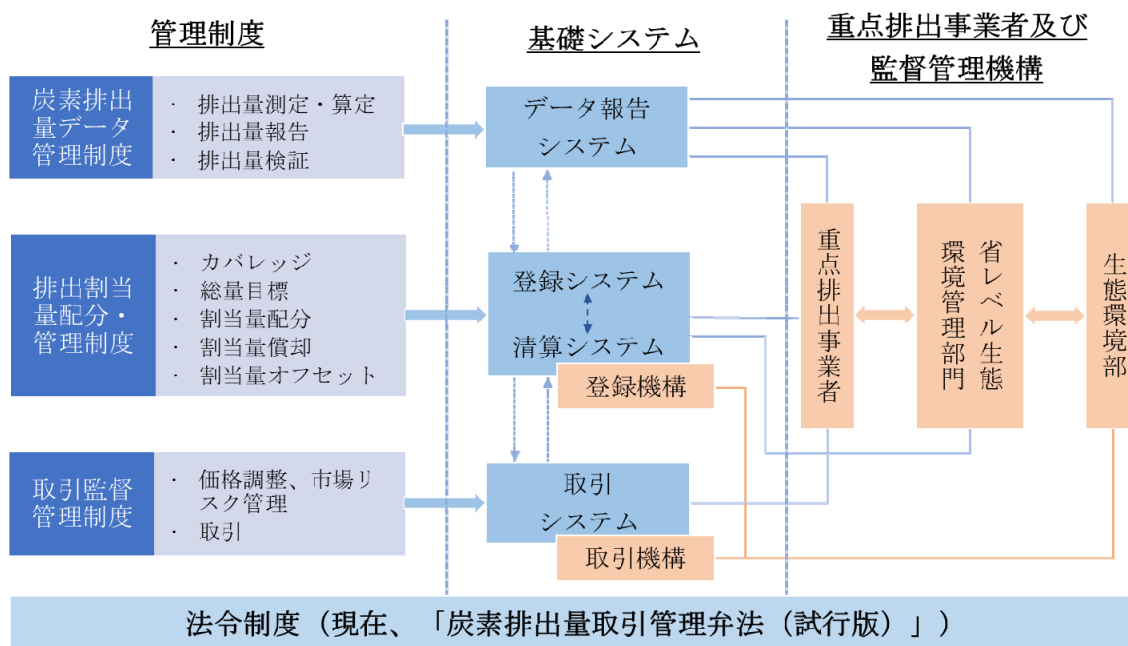 管理制度
基礎システム
重点排出事業者及び
監督管理機構
炭素排出
量データ
管理制度
· 排出量測定・算定
· 排出量報告
· 排出量検証
データ報告
システム
排出割当
量配分・
管理制度
· カバレッジ
· 総量目標
· 割当量配分
· 割当量償却
· 割当量オフセット
登録システム
清算システム
登録機構
重点排出事業者
省レベル生態
環境管理部門
生態環境部
取引監督
管理制度
· 価格調整、市場リ
スク管理
· 取引
取引
システム
取引機構
法令制度（現在、「炭素排出量取引管理弁法（試行版）」）